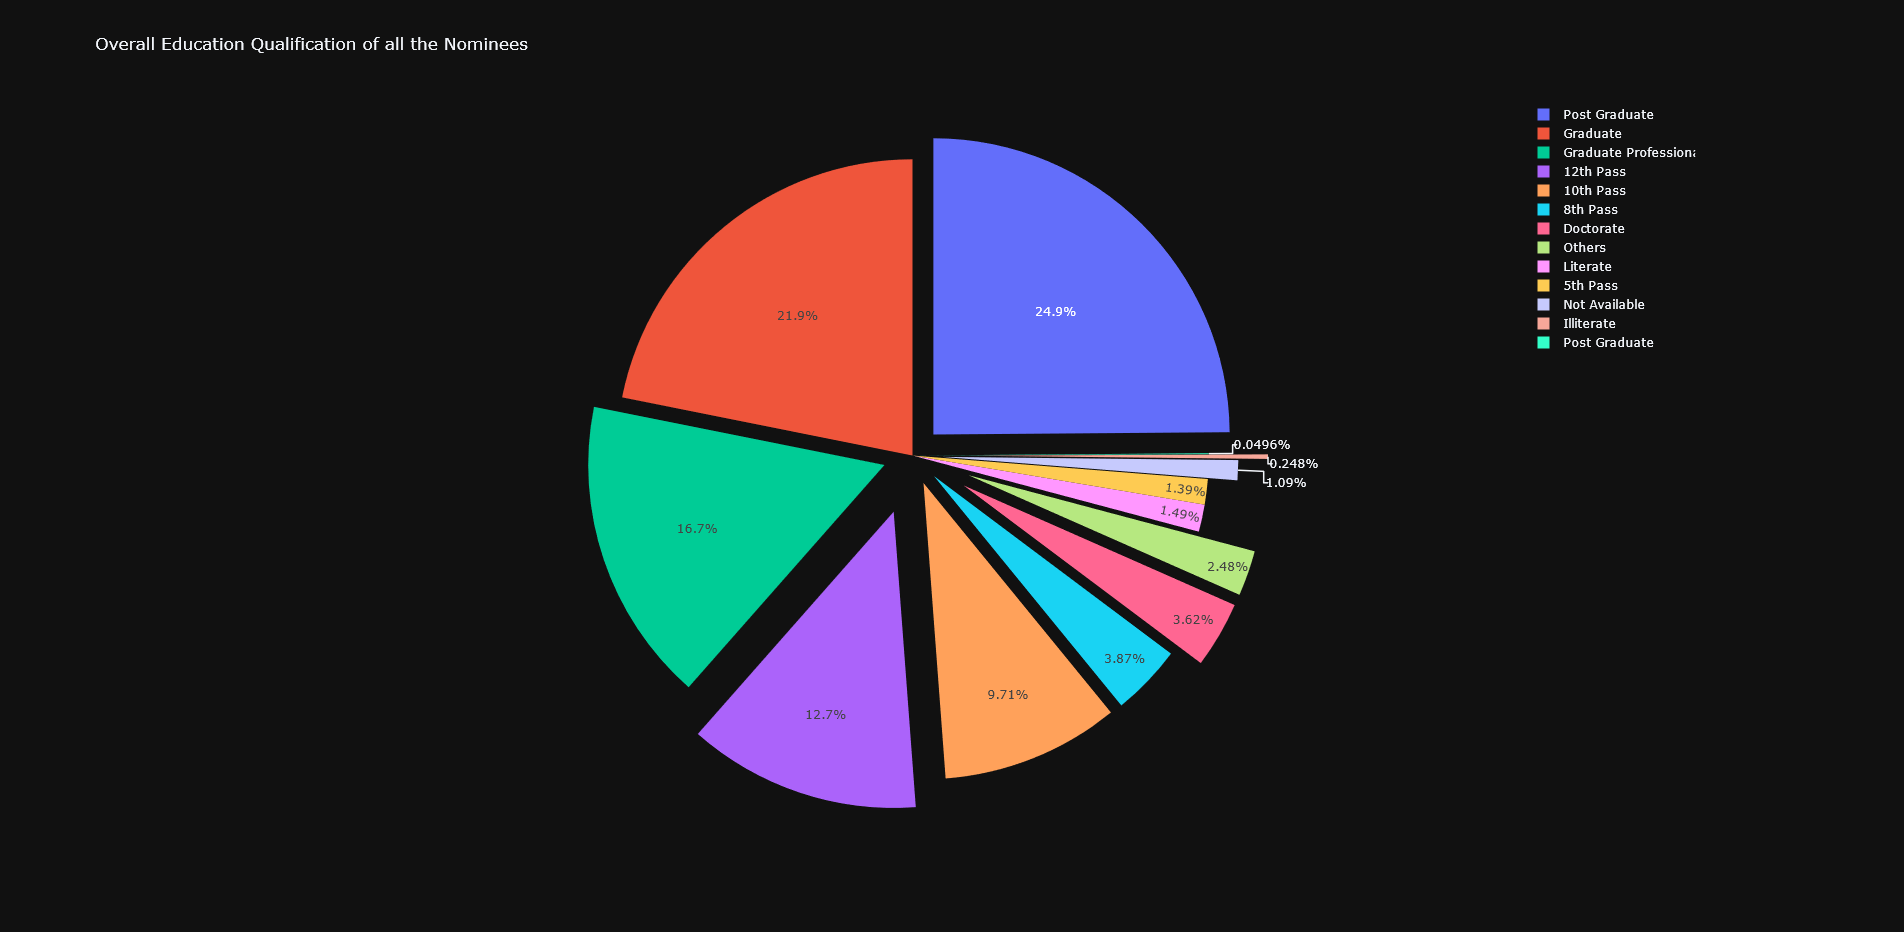 Overall Education Qualification of all the Nominees
Post Graduate
Graduate
Graduate Professiona
12th Pass
10th Pass
8th Pass
Doctorate
Others
Literate
5th Pass
Not Available
Illiterate
Post Graduate
24.9%
21.9%
0.0496%
0.248%
1.09%
1.39%
1.49%
16.7%
2.48%
3.62%
3.87%
9.71%
12.7%